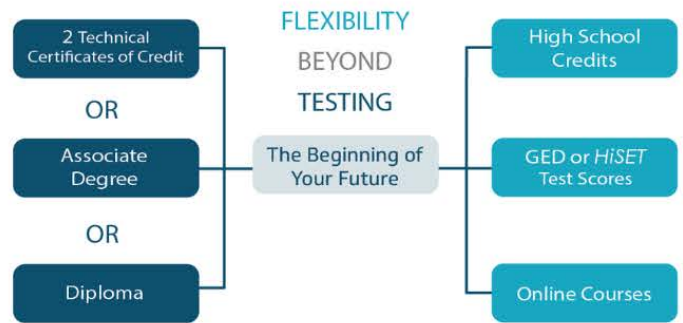 2 Technical
Certificates of Credit
OR
Associate
Degree
OR
Diploma
FLEXIBILITY
BEYOND
TESTING
The Beginning of
Your Future
High School
Credits
GED or HiSET
Test Scores
Online Courses